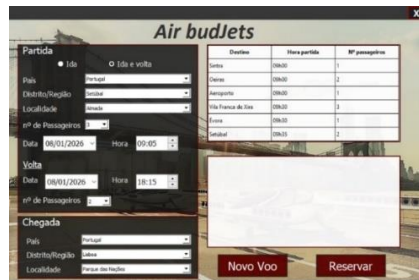 X
Air budJets
Partida
Ida Ida e volta
País Portugal
Distrito/Região Setúbal
Localidade Almada
nº de Passageiros 3
Data 08/01/2026 Hora 09:05
Volta
Data 08/01/2026 Hora 18:15
nº de Passageiros 2
Chegada
País Portugal
Distrito/Região Lisboa
Localidade Parque das Nações
Destino Hora partida Nº passageiros
Sintra 09h00 1
Oeiras 09h00 2
Aeroporto 09h20 1
Vila Franca de Xira 09h20 3
Évora 09h30 1
Setúbal 09h35 2
Novo Voo Reservar